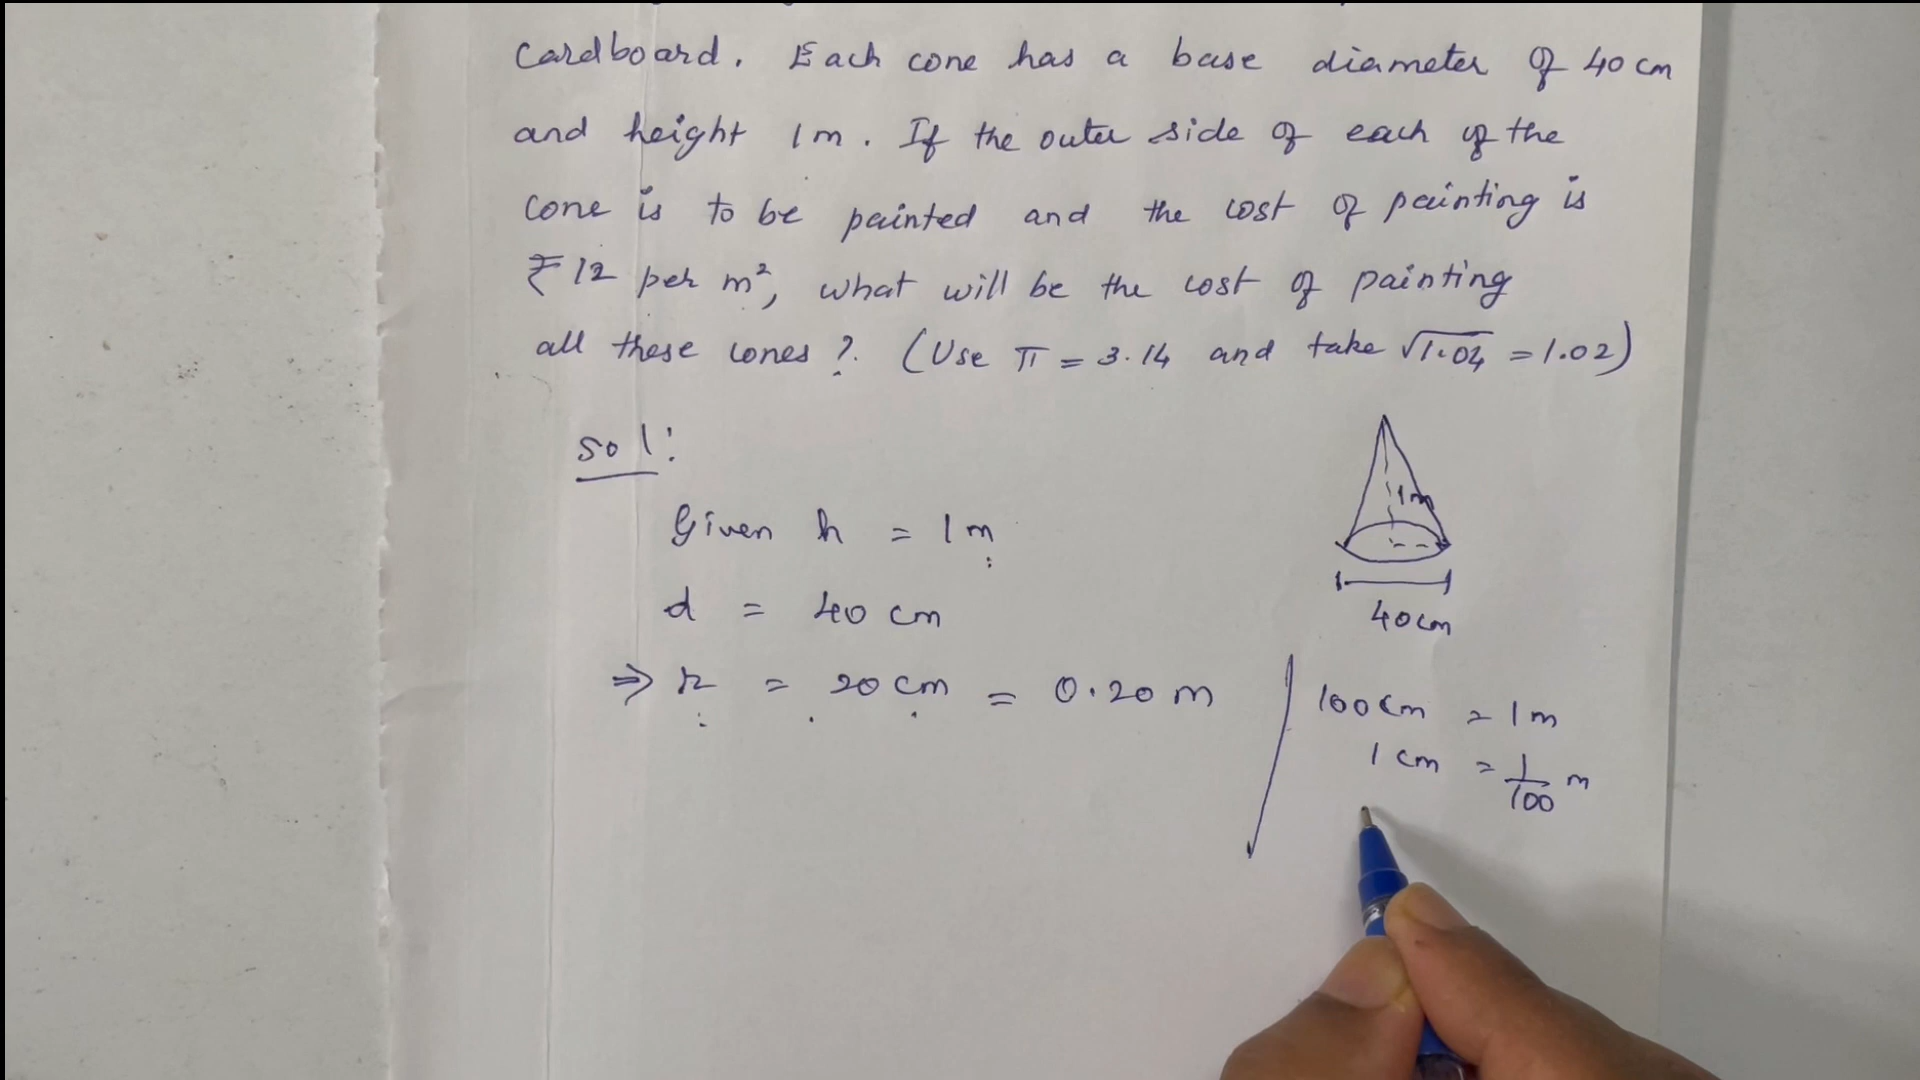 cardboard. Each cone has a base diameter of 40 cm
and height 1m. If the outer side of each of the
cone is to be painted and the cost of painting is
₹12 per m², what will be the cost of painting
all these cones? (Use π = 3.14 and take √1.04 = 1.02)
Sol:
Given h = 1m
1m
d = 40 cm
40cm
⇒ r = 20 cm = 0.20 m
100cm = 1m
1 cm = 1/100 m